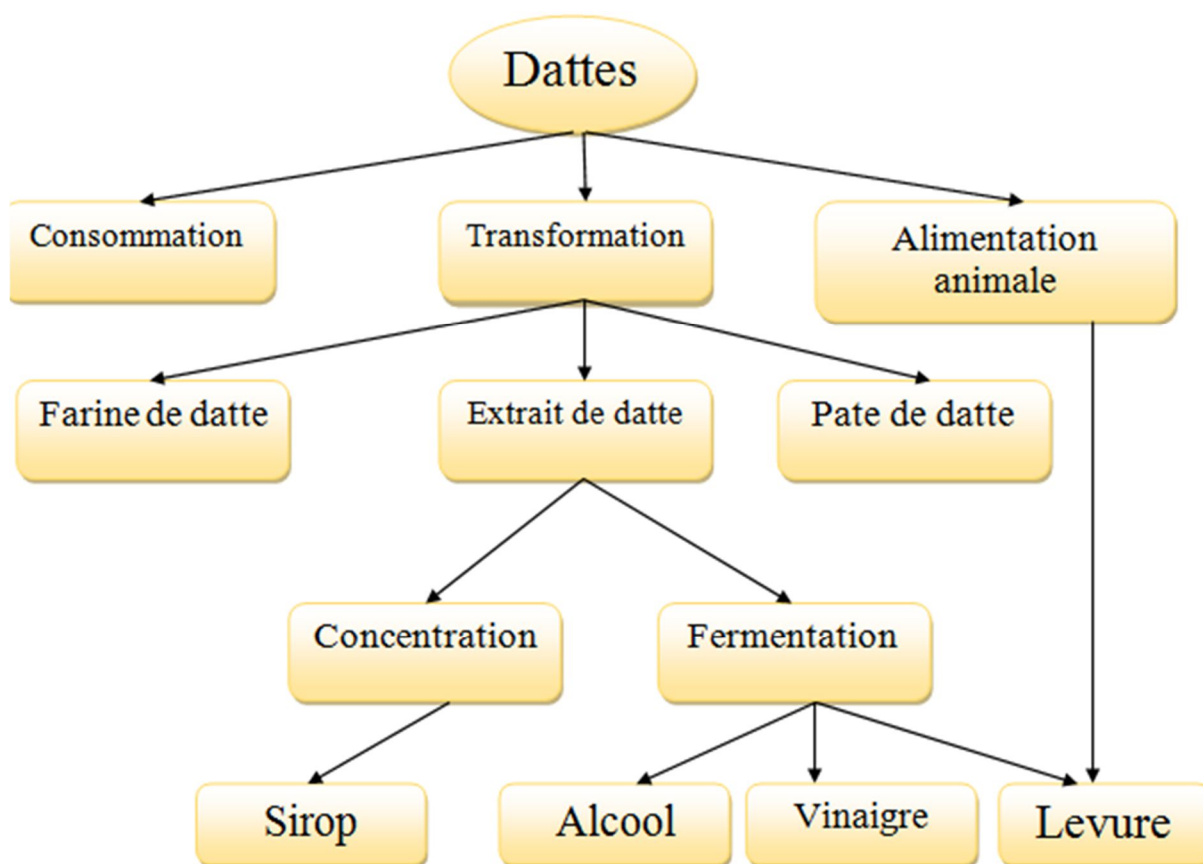 Dattes
Consommation
Transformation
Alimentation
animale
Farine de datte
Extrait de datte
Pate de datte
Concentration
Fermentation
Sirop
Alcool
Vinaigre
Levure